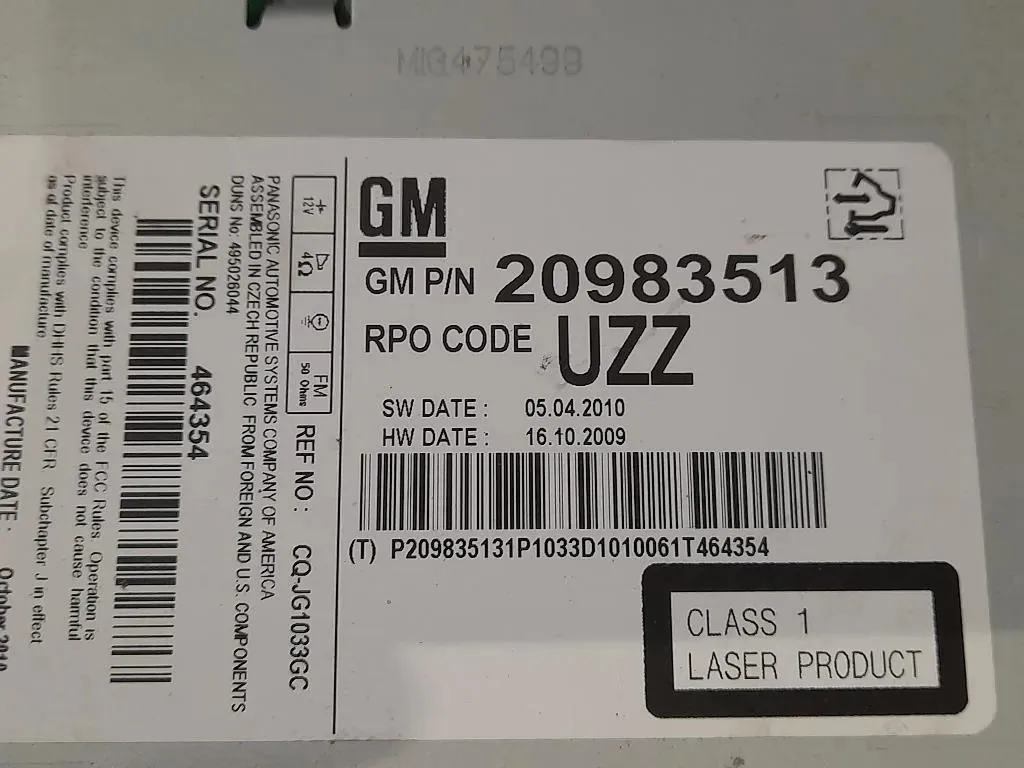 MIG475498
GM
GM P/N 20983513
RPO CODE UZZ
SW DATE : 05.04.2010
HW DATE : 16.10.2009
(T) P209835131P1033D1010061T464354
CLASS 1
LASER PRODUCT
12V
4Ω
FM
50 Ohms
REF NO : CQ-JG1033GC
PANASONIC AUTOMOTIVE SYSTEMS COMPANY OF AMERICA
ASSEMBLED IN CZECH REPUBLIC FROM FOREIGN AND U.S. COMPONENTS
DUNS No: 495026044
SERIAL NO. 464354
This device complies with part 15 of the FCC Rules. Operation is
subject to the condition that this device does not cause harmful
interference
Product complies with DHHS Rules 21 CFR Subchapter J in effect
as of date of manufacture
MANUFACTURE DATE : October 2010